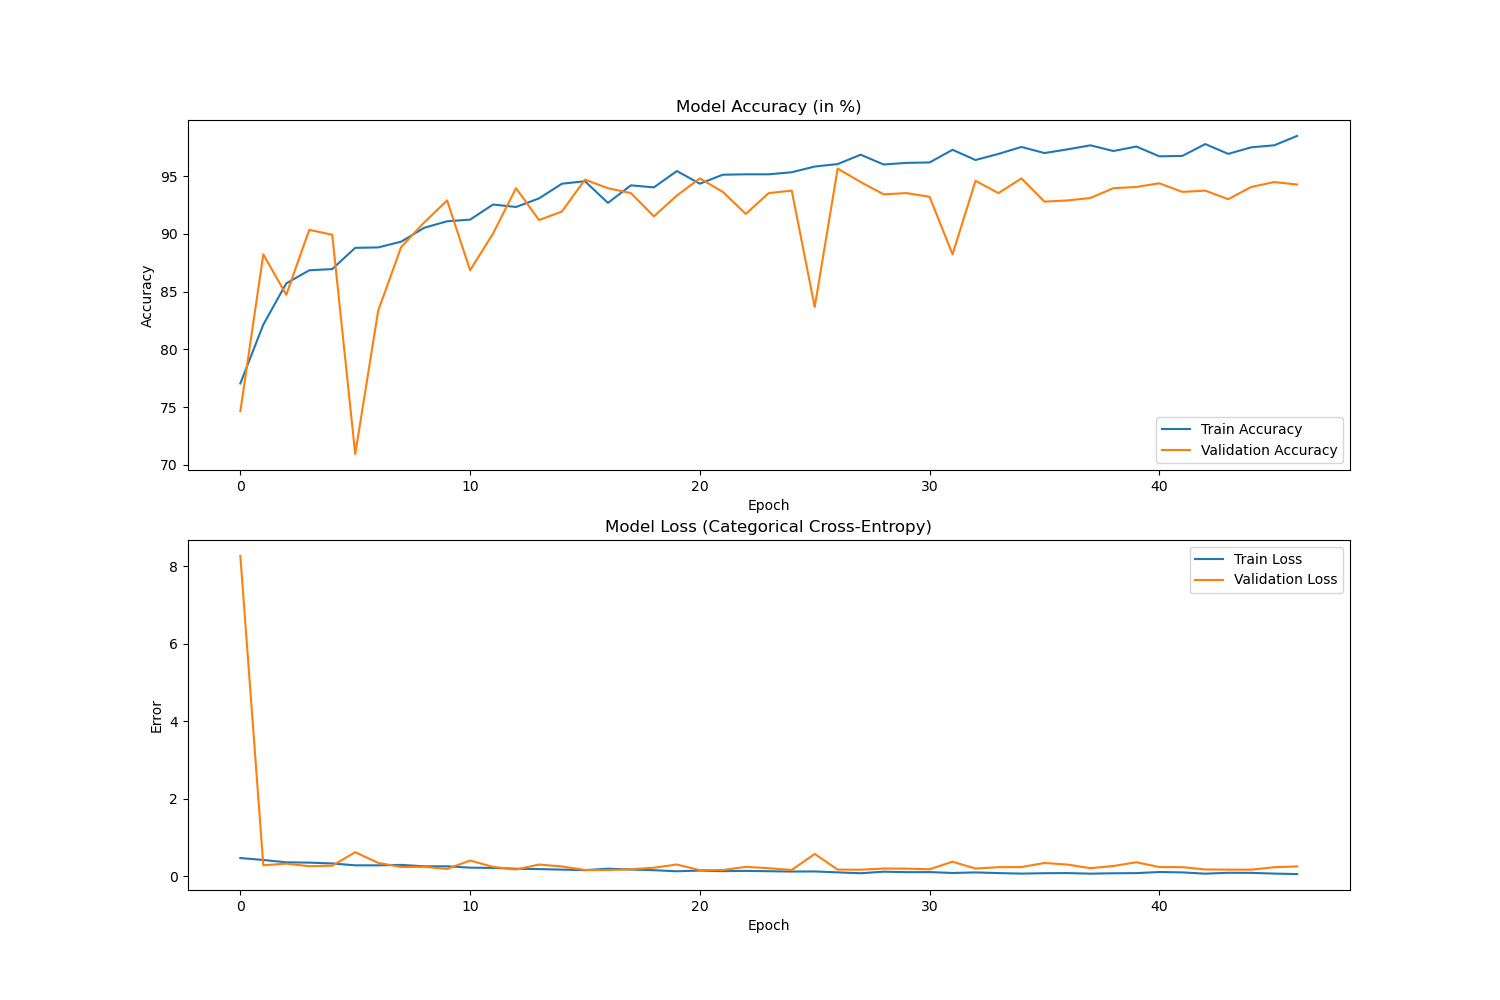 Model Accuracy (in %)
Accuracy
95
90
85
80
75
70
Train Accuracy
Validation Accuracy
0 10 20 30 40
Epoch
Model Loss (Categorical Cross-Entropy)
Error
8
6
4
2
0
Train Loss
Validation Loss
0 10 20 30 40
Epoch